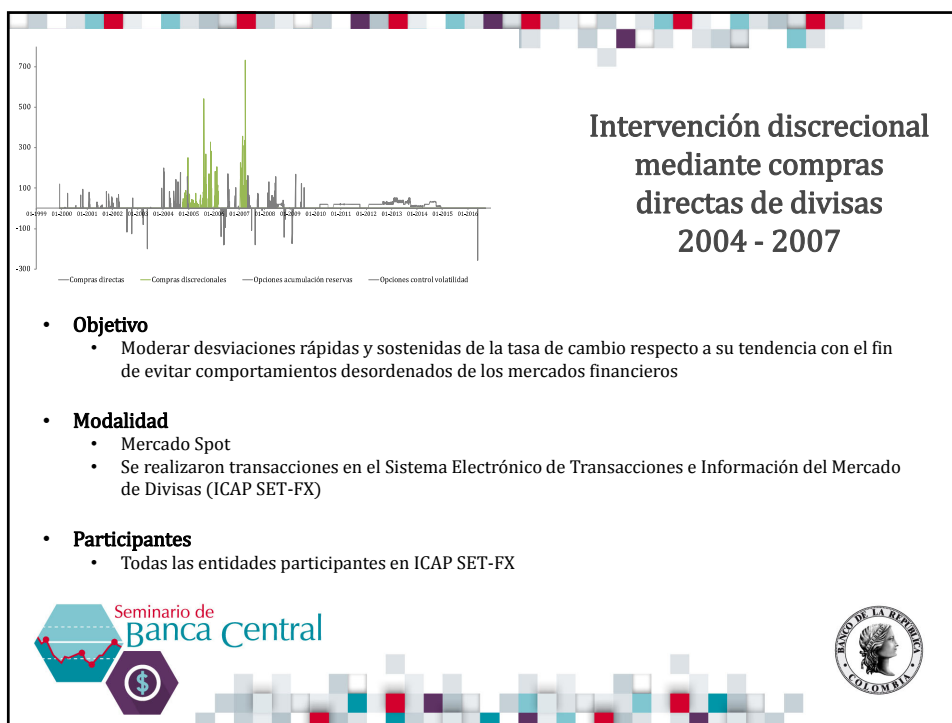 700
500
300
100
-100
-300
01-1999 01-2000 01-2001 01-2002 01-2003 01-2004 01-2005 01-2006 01-2007 01-2008 01-2009 01-2010 01-2011 01-2012 01-2013 01-2014 01-2015 01-2016
Compras directas Compras discrecionales Opciones acumulación reservas Opciones control volatilidad
Intervención discrecional
mediante compras
directas de divisas
2004 - 2007
• Objetivo
• Moderar desviaciones rápidas y sostenidas de la tasa de cambio respecto a su tendencia con el fin
de evitar comportamientos desordenados de los mercados financieros
• Modalidad
• Mercado Spot
• Se realizaron transacciones en el Sistema Electrónico de Transacciones e Información del Mercado
de Divisas (ICAP SET-FX)
• Participantes
• Todas las entidades participantes en ICAP SET-FX
Seminario de
Banca Central
$
BANCO DE LA REPÚBLICA
COLOMBIA